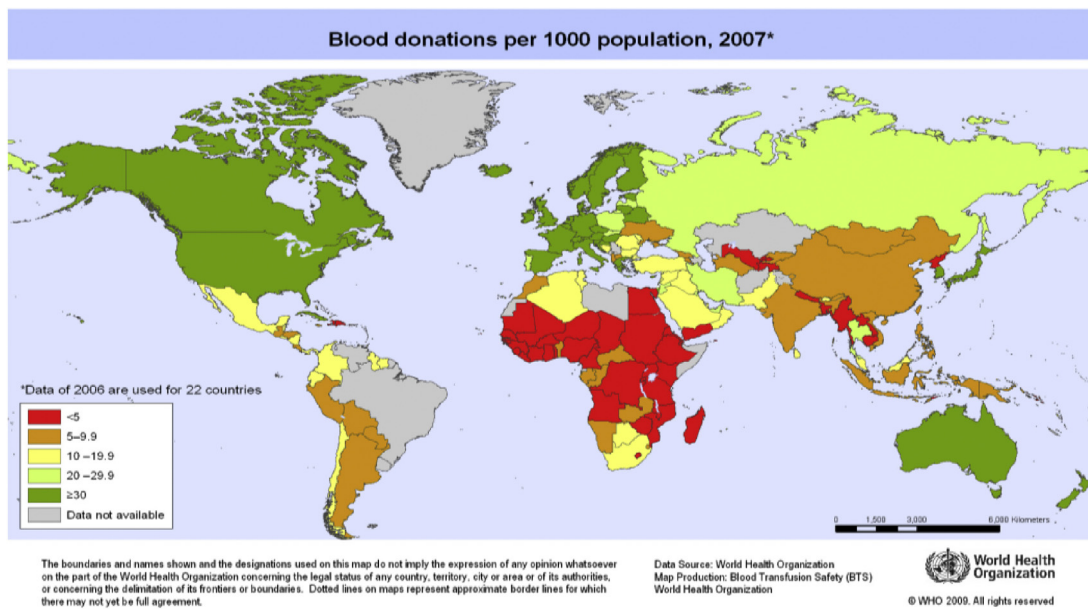 Blood donations per 1000 population, 2007*
*Data of 2006 are used for 22 countries
<5
5–9.9
10 –19.9
20 –29.9
≥30
Data not available
0 1,500 3,000 6,000 Kilometers
The boundaries and names shown and the designations used on this map do not imply the expression of any opinion whatsoever
on the part of the World Health Organization concerning the legal status of any country, territory, city or area or of its authorities,
or concerning the delimitation of its frontiers or boundaries. Dotted lines on maps represent approximate border lines for which
there may not yet be full agreement.
Data Source: World Health Organization
Map Production: Blood Transfusion Safety (BTS)
World Health Organization
World Health
Organization
© WHO 2009. All rights reserved